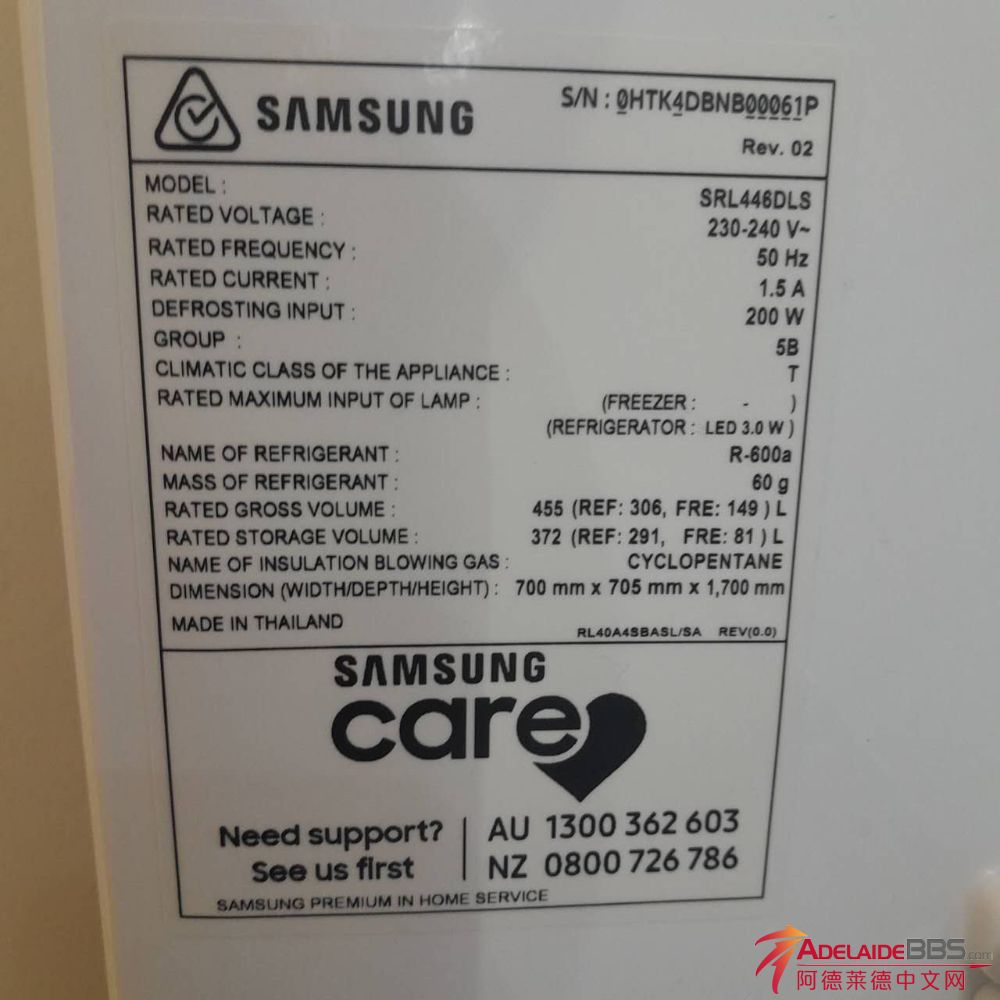 SAMSUNG
S/N : 0HTK4DBNB00061P
Rev. 02
MODEL : SRL446DLS
RATED VOLTAGE : 230-240 V~
RATED FREQUENCY : 50 Hz
RATED CURRENT : 1.5 A
DEFROSTING INPUT : 200 W
GROUP : 5B
CLIMATIC CLASS OF THE APPLIANCE : T
RATED MAXIMUM INPUT OF LAMP : (FREEZER : - )
(REFRIGERATOR : LED 3.0 W )
NAME OF REFRIGERANT : R-600a
MASS OF REFRIGERANT : 60 g
RATED GROSS VOLUME : 455 (REF: 306, FRE: 149 ) L
RATED STORAGE VOLUME : 372 (REF: 291, FRE: 81 ) L
NAME OF INSULATION BLOWING GAS : CYCLOPENTANE
DIMENSION (WIDTH/DEPTH/HEIGHT) : 700 mm x 705 mm x 1,700 mm
MADE IN THAILAND
RL40A4SBASL/SA REV(0.0)
SAMSUNG
care
Need support? AU 1300 362 603
See us first NZ 0800 726 786
SAMSUNG PREMIUM IN HOME SERVICE
ADELAIDEBBS.com
阿德莱德中文网